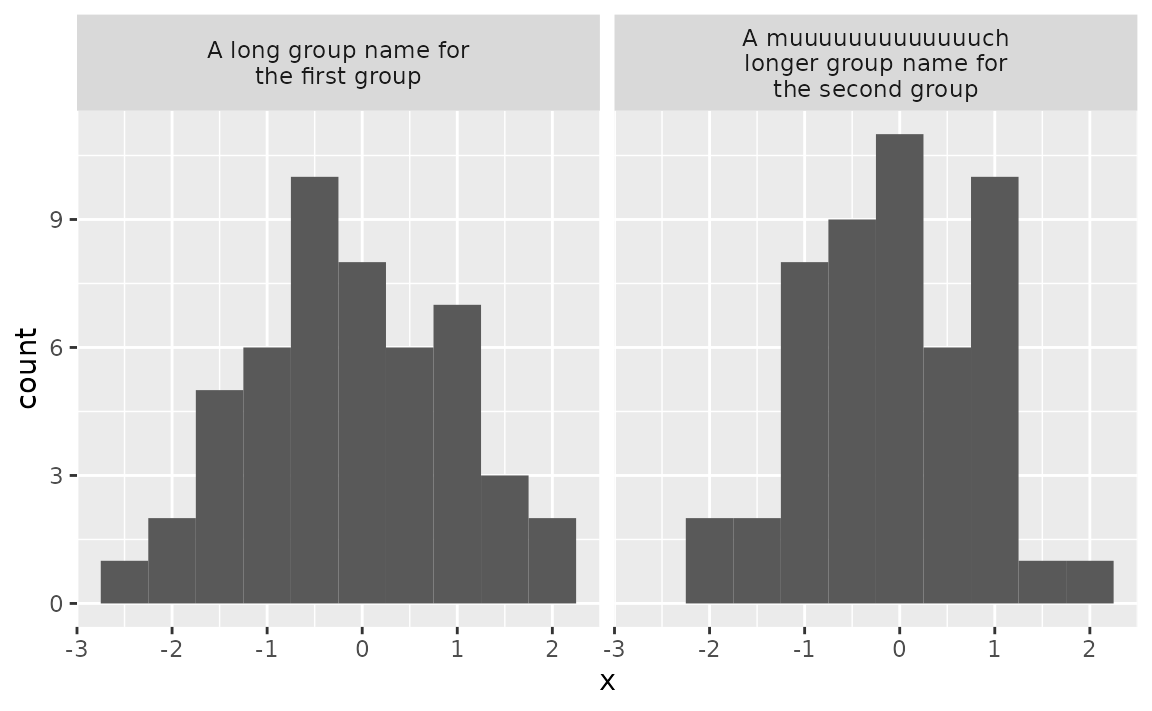 A long group name for
the first group
A muuuuuuuuuuuuuch
longer group name for
the second group
count
9
6
3
0
-3 -2 -1 0 1 2
-3 -2 -1 0 1 2
x